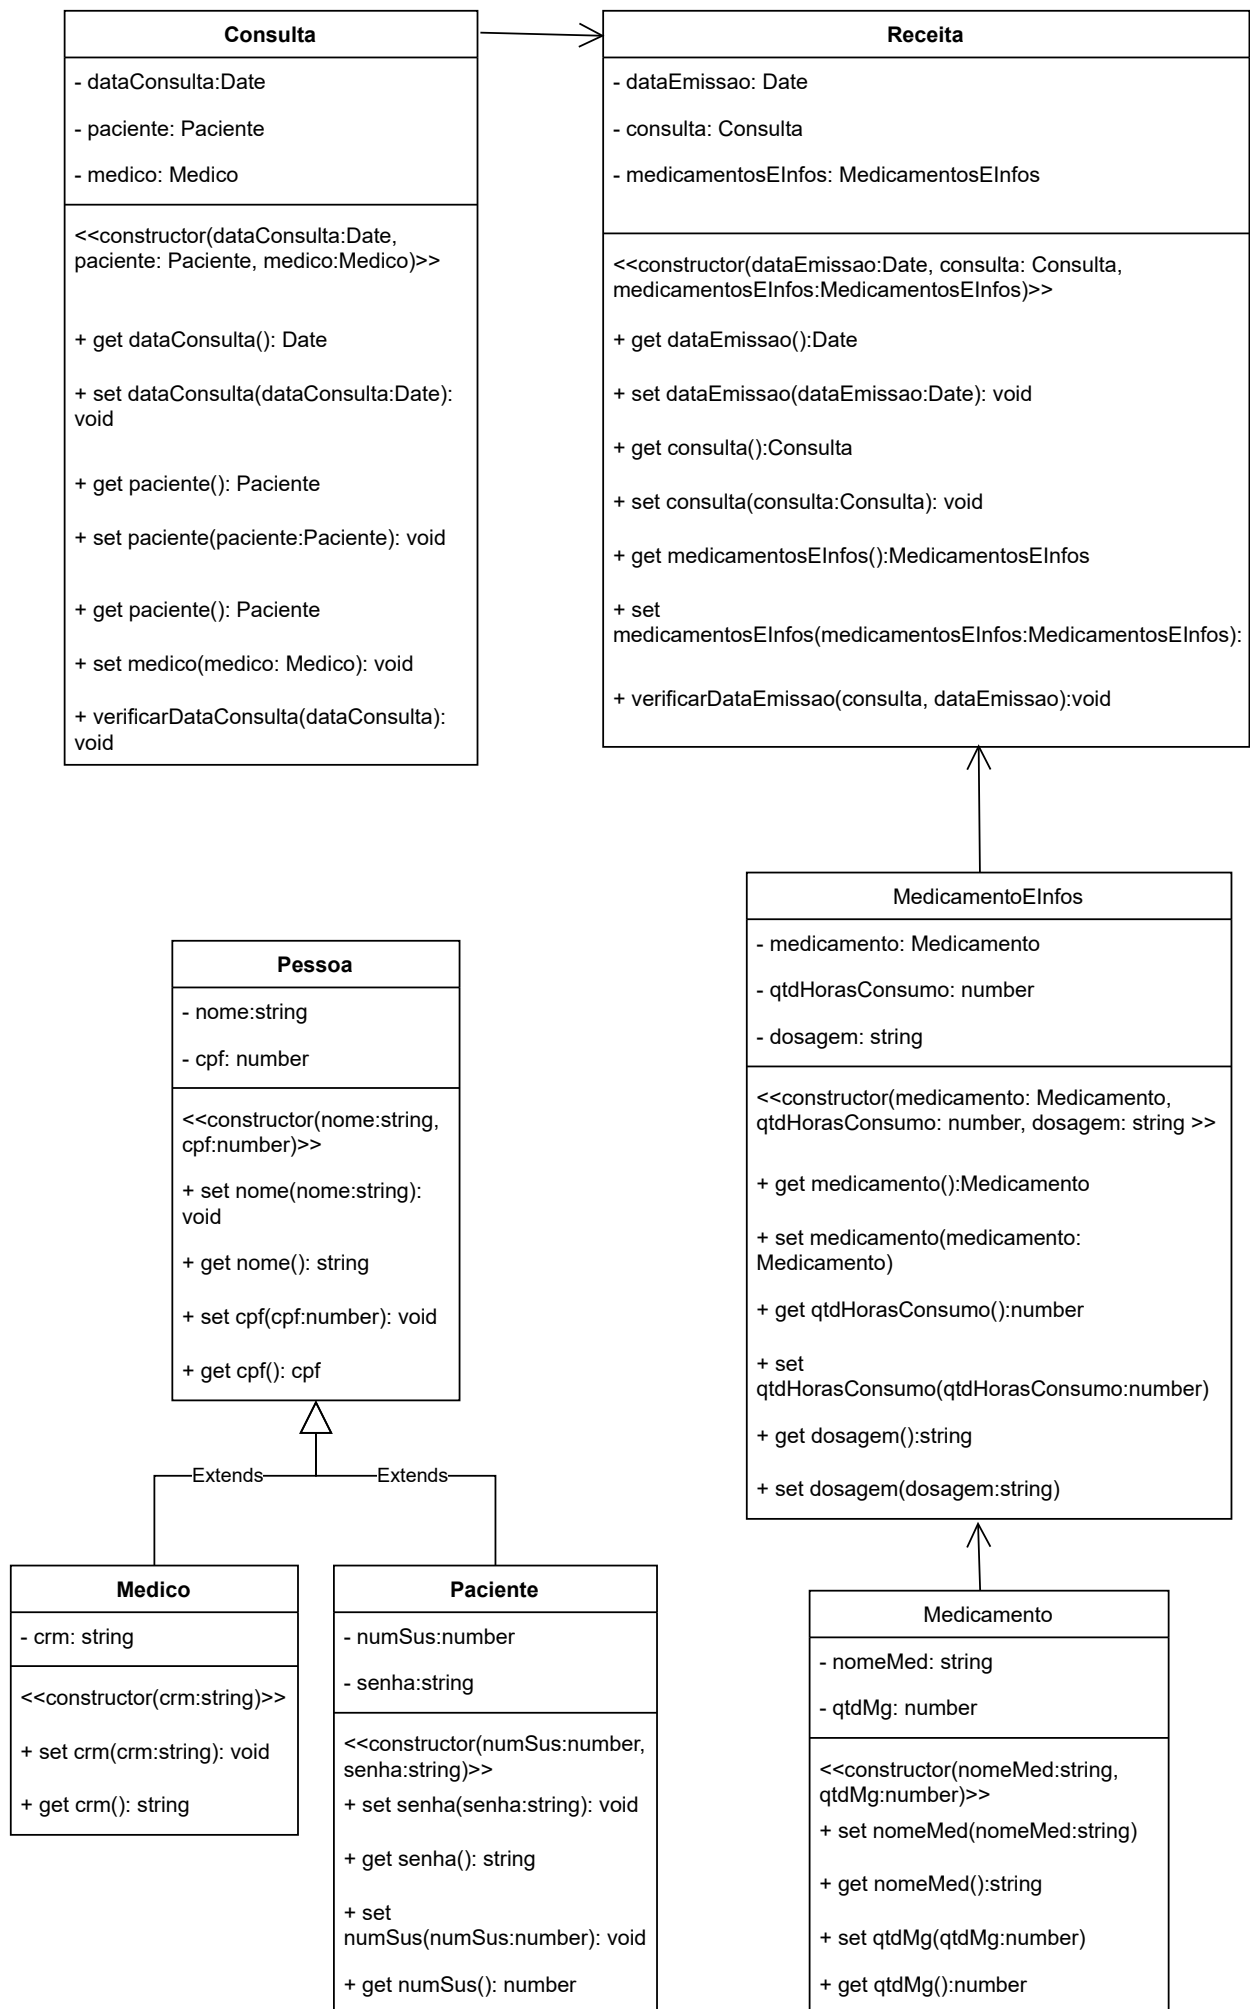 Consulta
- dataConsulta:Date
- paciente: Paciente
- medico: Medico
<<constructor(dataConsulta:Date,
paciente: Paciente, medico:Medico)>>
+ get dataConsulta(): Date
+ set dataConsulta(dataConsulta:Date):
void
+ get paciente(): Paciente
+ set paciente(paciente:Paciente): void
+ get paciente(): Paciente
+ set medico(medico: Medico): void
+ verificarDataConsulta(dataConsulta):
void
Receita
- dataEmissao: Date
- consulta: Consulta
- medicamentosEInfos: MedicamentosEInfos
<<constructor(dataEmissao:Date, consulta: Consulta,
medicamentosEInfos:MedicamentosEInfos)>>
+ get dataEmissao():Date
+ set dataEmissao(dataEmissao:Date): void
+ get consulta():Consulta
+ set consulta(consulta:Consulta): void
+ get medicamentosEInfos():MedicamentosEInfos
+ set
medicamentosEInfos(medicamentosEInfos:MedicamentosEInfos):
+ verificarDataEmissao(consulta, dataEmissao):void
Pessoa
- nome:string
- cpf: number
<<constructor(nome:string,
cpf:number)>>
+ set nome(nome:string):
void
+ get nome(): string
+ set cpf(cpf:number): void
+ get cpf(): cpf
Extends
Extends
MedicamentoEInfos
- medicamento: Medicamento
- qtdHorasConsumo: number
- dosagem: string
<<constructor(medicamento: Medicamento,
qtdHorasConsumo: number, dosagem: string >>
+ get medicamento():Medicamento
+ set medicamento(medicamento:
Medicamento)
+ get qtdHorasConsumo():number
+ set
qtdHorasConsumo(qtdHorasConsumo:number)
+ get dosagem():string
+ set dosagem(dosagem:string)
Medico
- crm: string
<<constructor(crm:string)>>
+ set crm(crm:string): void
+ get crm(): string
Paciente
- numSus:number
- senha:string
<<constructor(numSus:number,
senha:string)>>
+ set senha(senha:string): void
+ get senha(): string
+ set
numSus(numSus:number): void
+ get numSus(): number
Medicamento
- nomeMed: string
- qtdMg: number
<<constructor(nomeMed:string,
qtdMg:number)>>
+ set nomeMed(nomeMed:string)
+ get nomeMed():string
+ set qtdMg(qtdMg:number)
+ get qtdMg():number